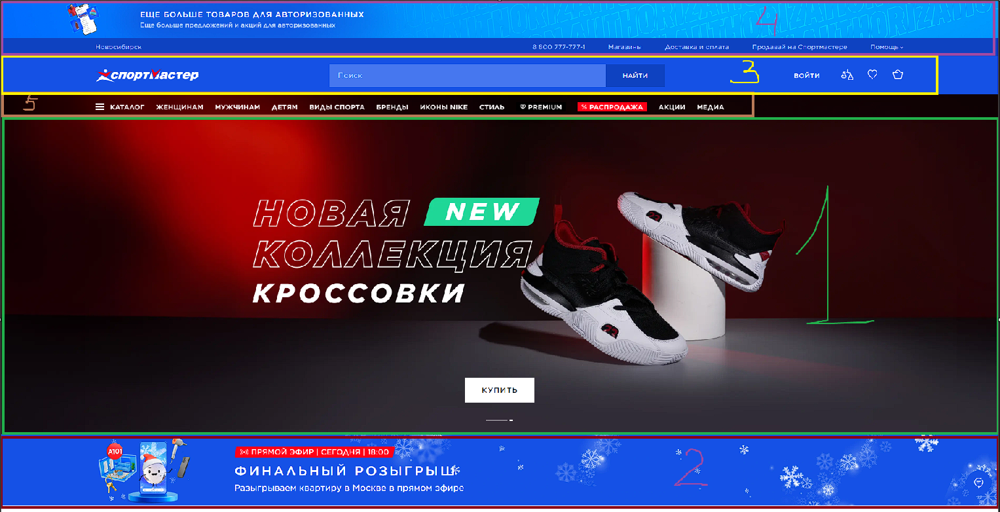 ЕЩЕ БОЛЬШЕ ТОВАРОВ ДЛЯ АВТОРИЗОВАННЫХ
Еще больше предложений и акций для авторизованных
4
Новосибирск 8 800 777-777-1 Магазины Доставка и оплата Продавай на Спортмастере Помощь
спортмастер Поиск НАЙТИ 3 ВОЙТИ
5 КАТАЛОГ ЖЕНЩИНАМ МУЖЧИНАМ ДЕТЯМ ВИДЫ СПОРТА БРЕНДЫ ИКОНЫ NIKE СТИЛЬ PREMIUM % РАСПРОДАЖА АКЦИИ МЕДИА
НОВАЯ NEW
КОЛЛЕКЦИЯ
КРОССОВКИ
1
23
23
КУПИТЬ
А101 ПРЯМОЙ ЭФИР | СЕГОДНЯ | 18:00
ФИНАЛЬНЫЙ РОЗЫГРЫШ
2
Разыгрываем квартиру в Москве в прямом эфире